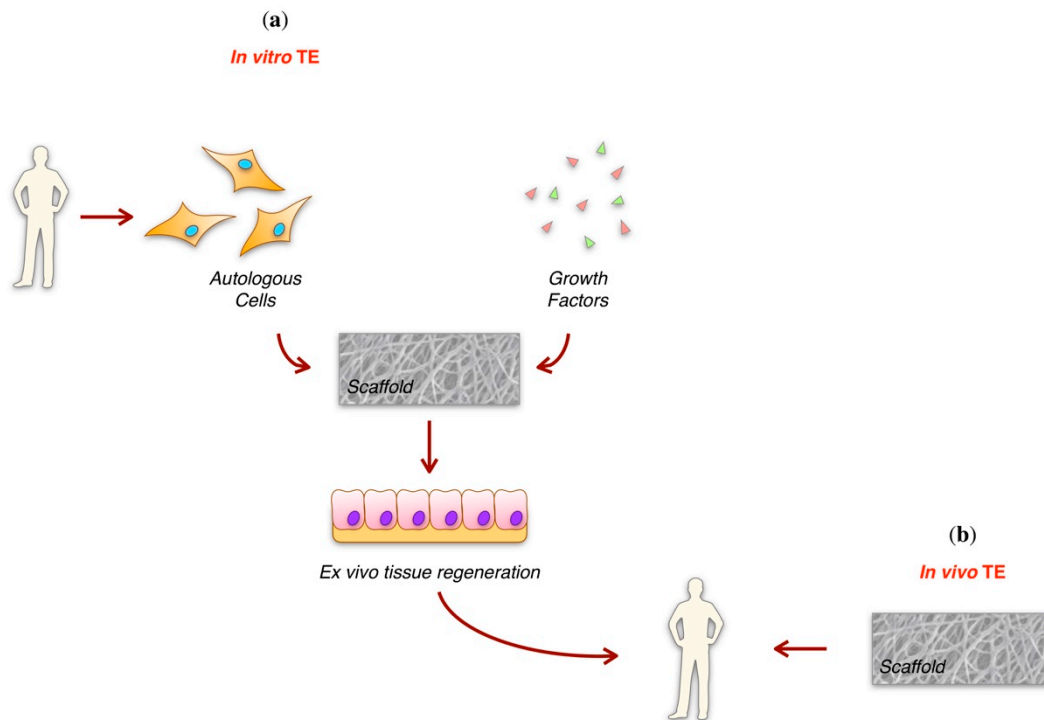 (a)
In vitro TE
Autologous
Cells
Growth
Factors
Scaffold
Ex vivo tissue regeneration
(b)
In vivo TE
Scaffold